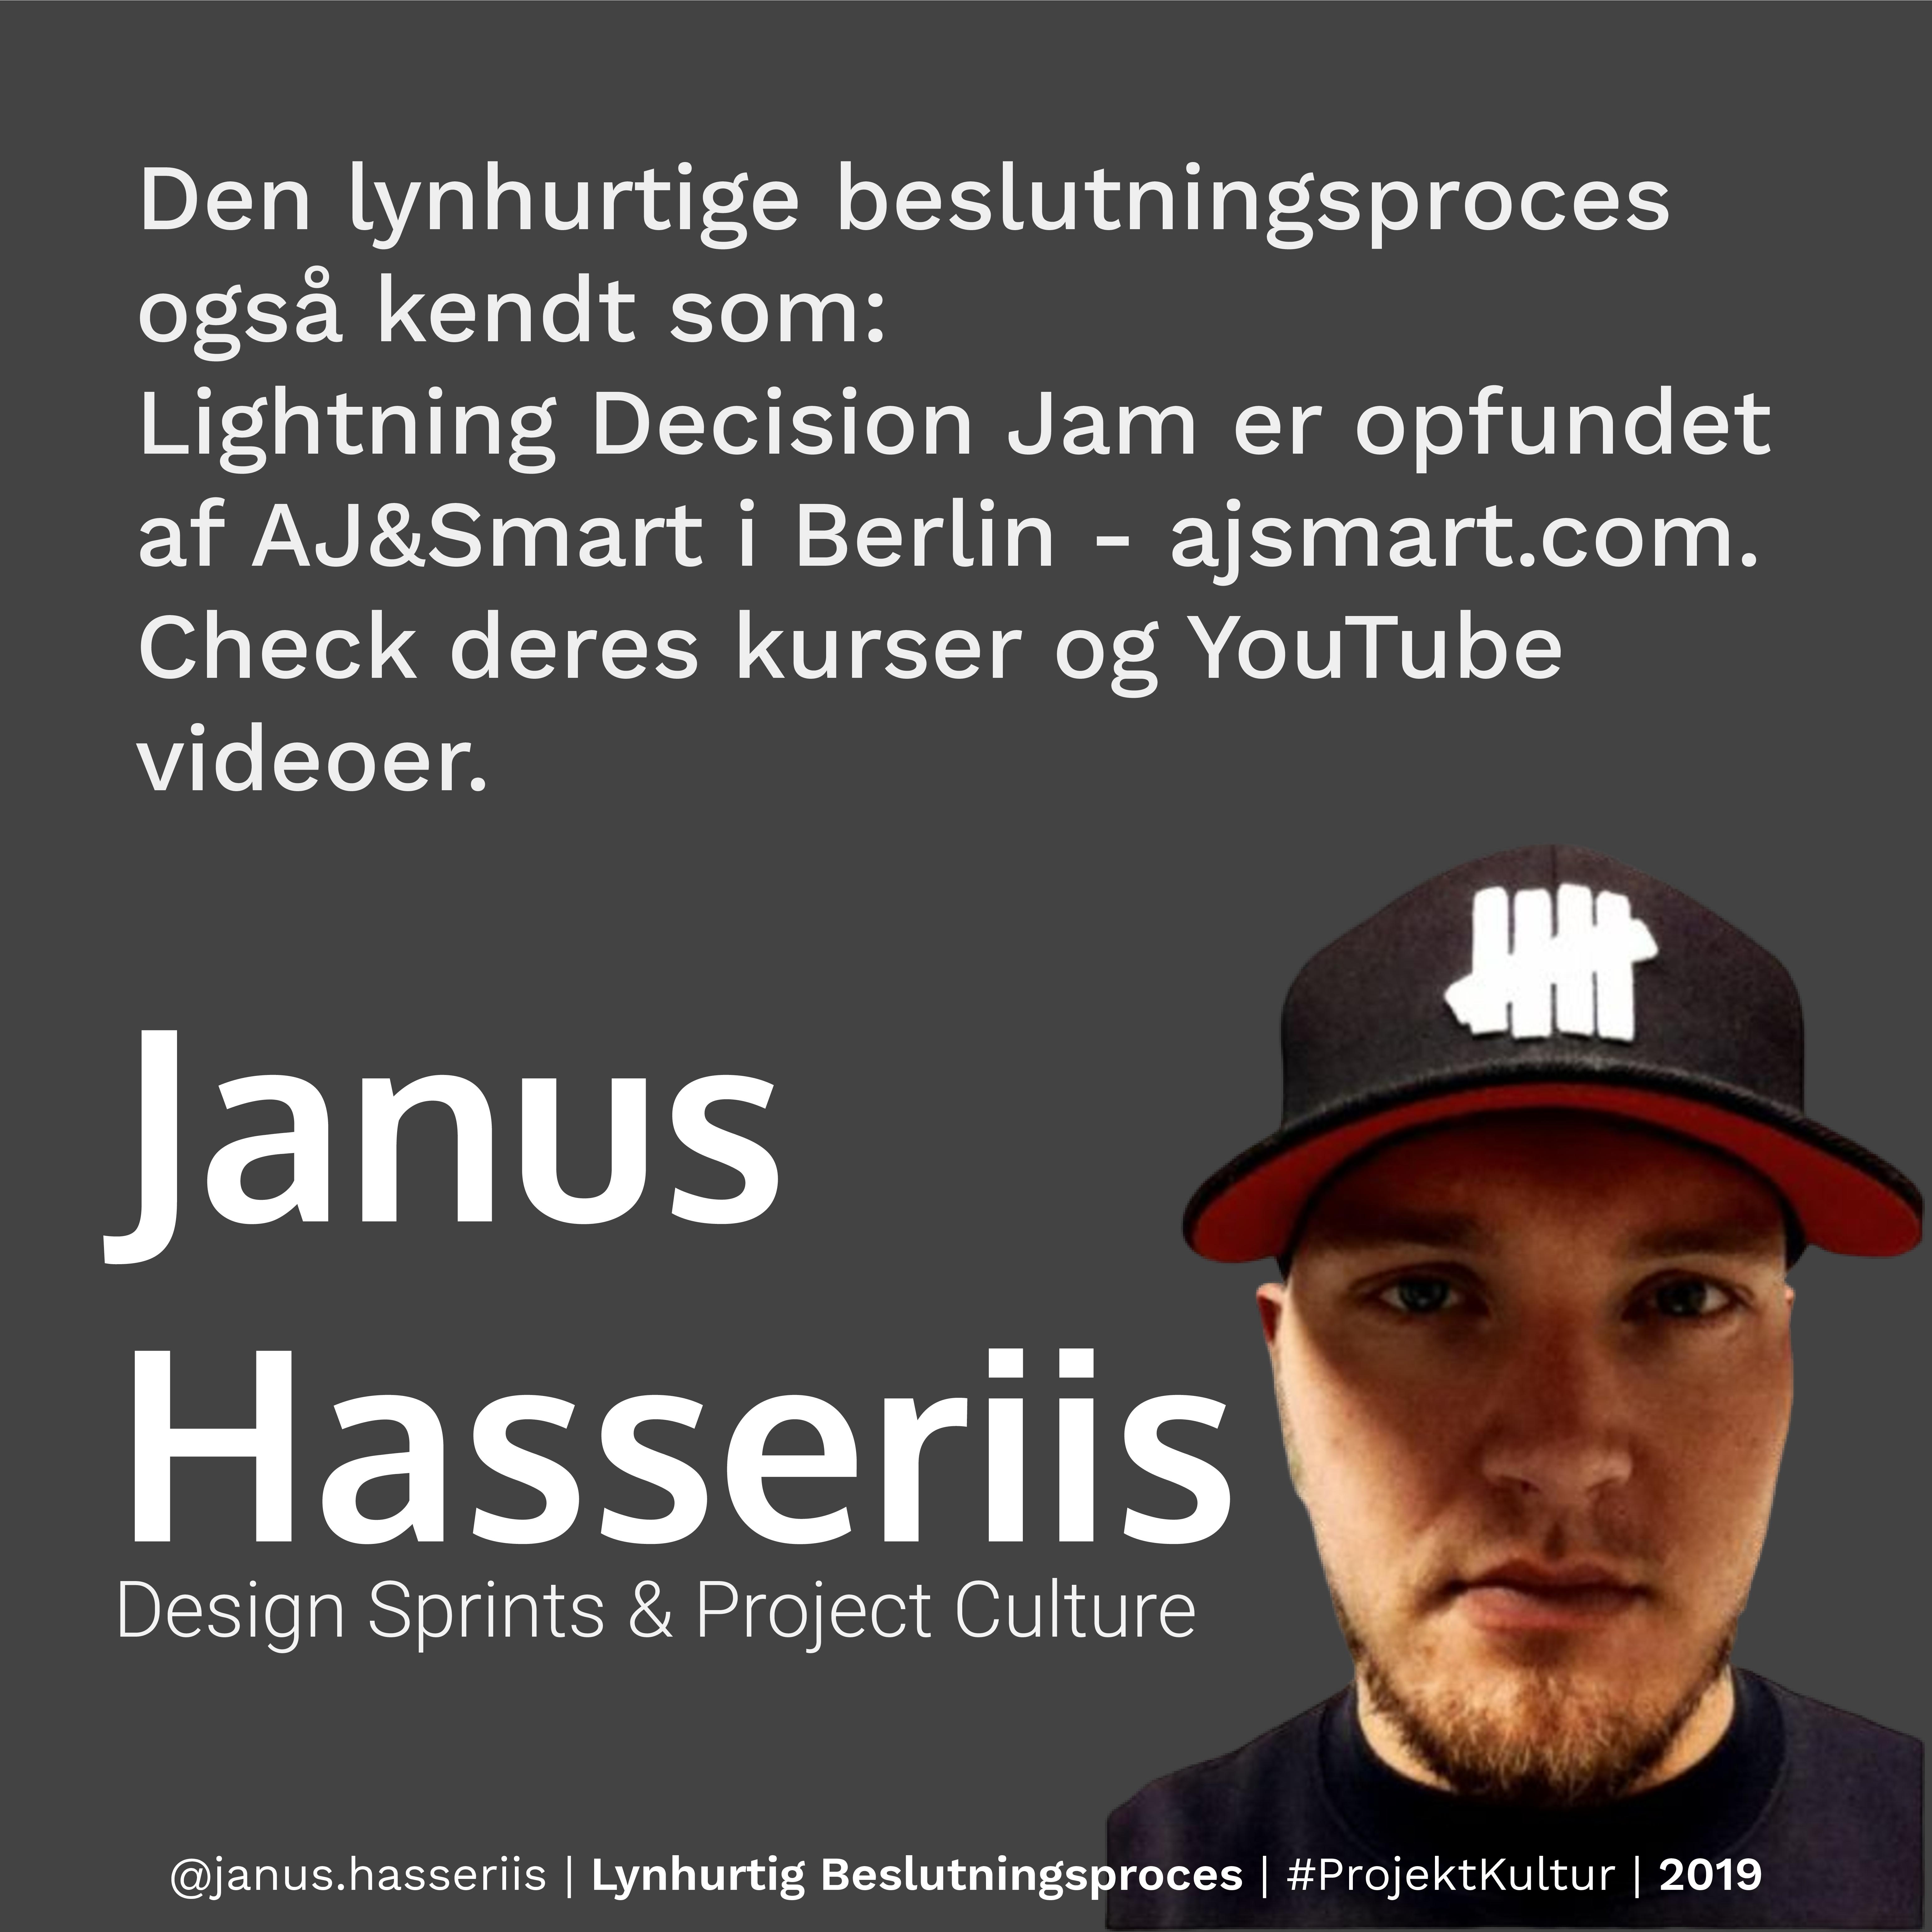 Den lynhurtige beslutningsproces
også kendt som:
Lightning Decision Jam er opfundet
af AJ&Smart i Berlin - ajsmart.com.
Check deres kurser og YouTube
videoer.
Janus
Hasseriis
Design Sprints & Project Culture
@janus.hasseriis | Lynhurtig Beslutningsproces | #ProjektKultur | 2019